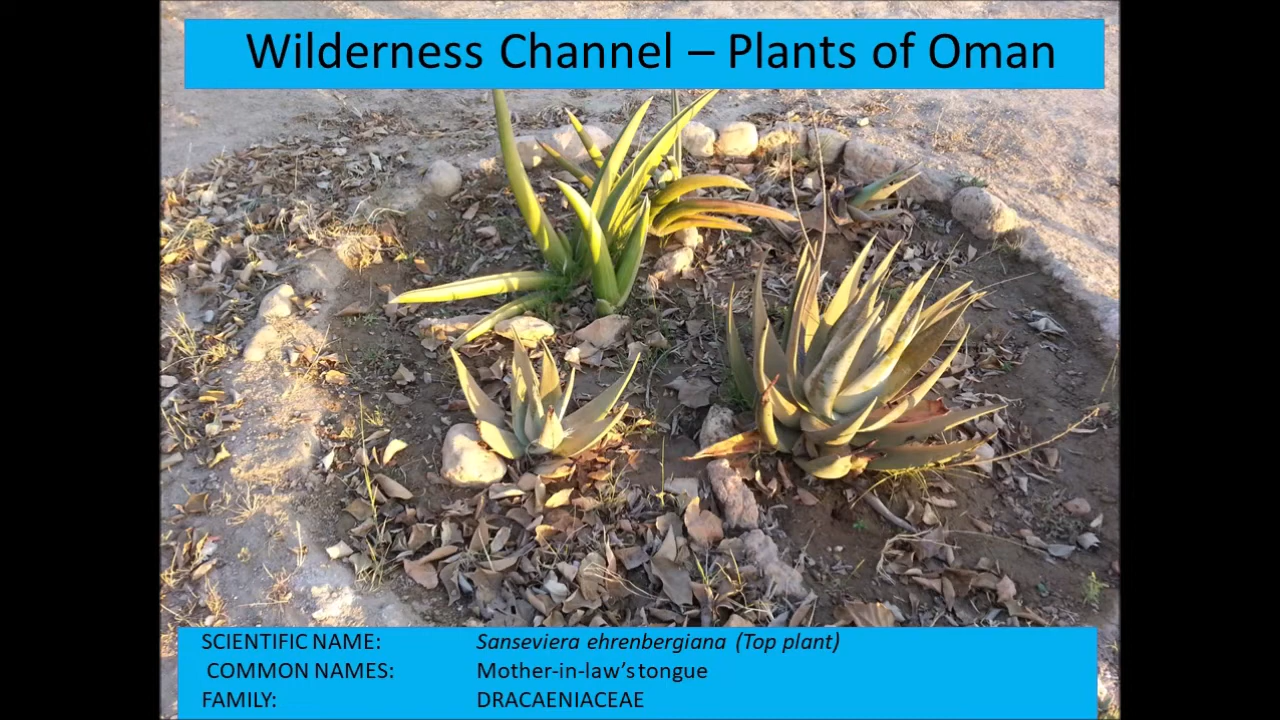 Wilderness Channel – Plants of Oman
SCIENTIFIC NAME: Sanseviera ehrenbergiana (Top plant)
COMMON NAMES: Mother-in-law’s tongue
FAMILY: DRACAENIACEAE